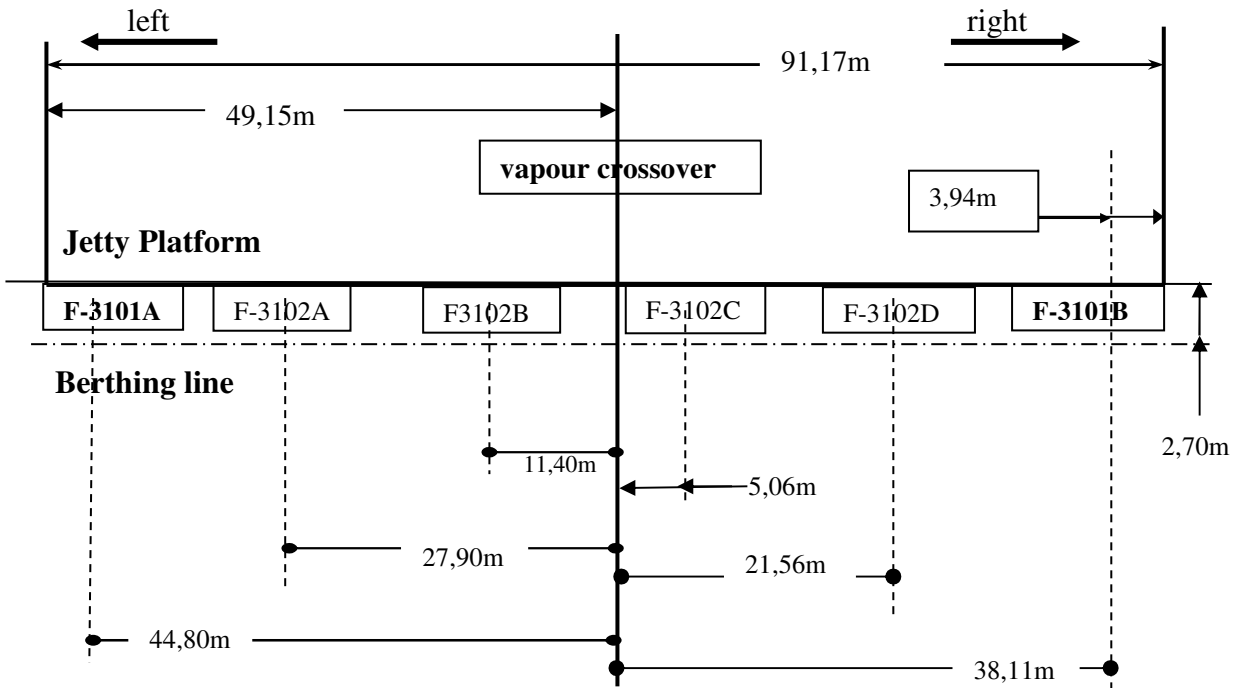 left
right
91,17m
49,15m
vapour crossover
3,94m
Jetty Platform
F-3101A
F-3102A
F3102B
F-3102C
F-3102D
F-3101B
Berthing line
2,70m
11,40m
5,06m
27,90m
21,56m
44,80m
38,11m